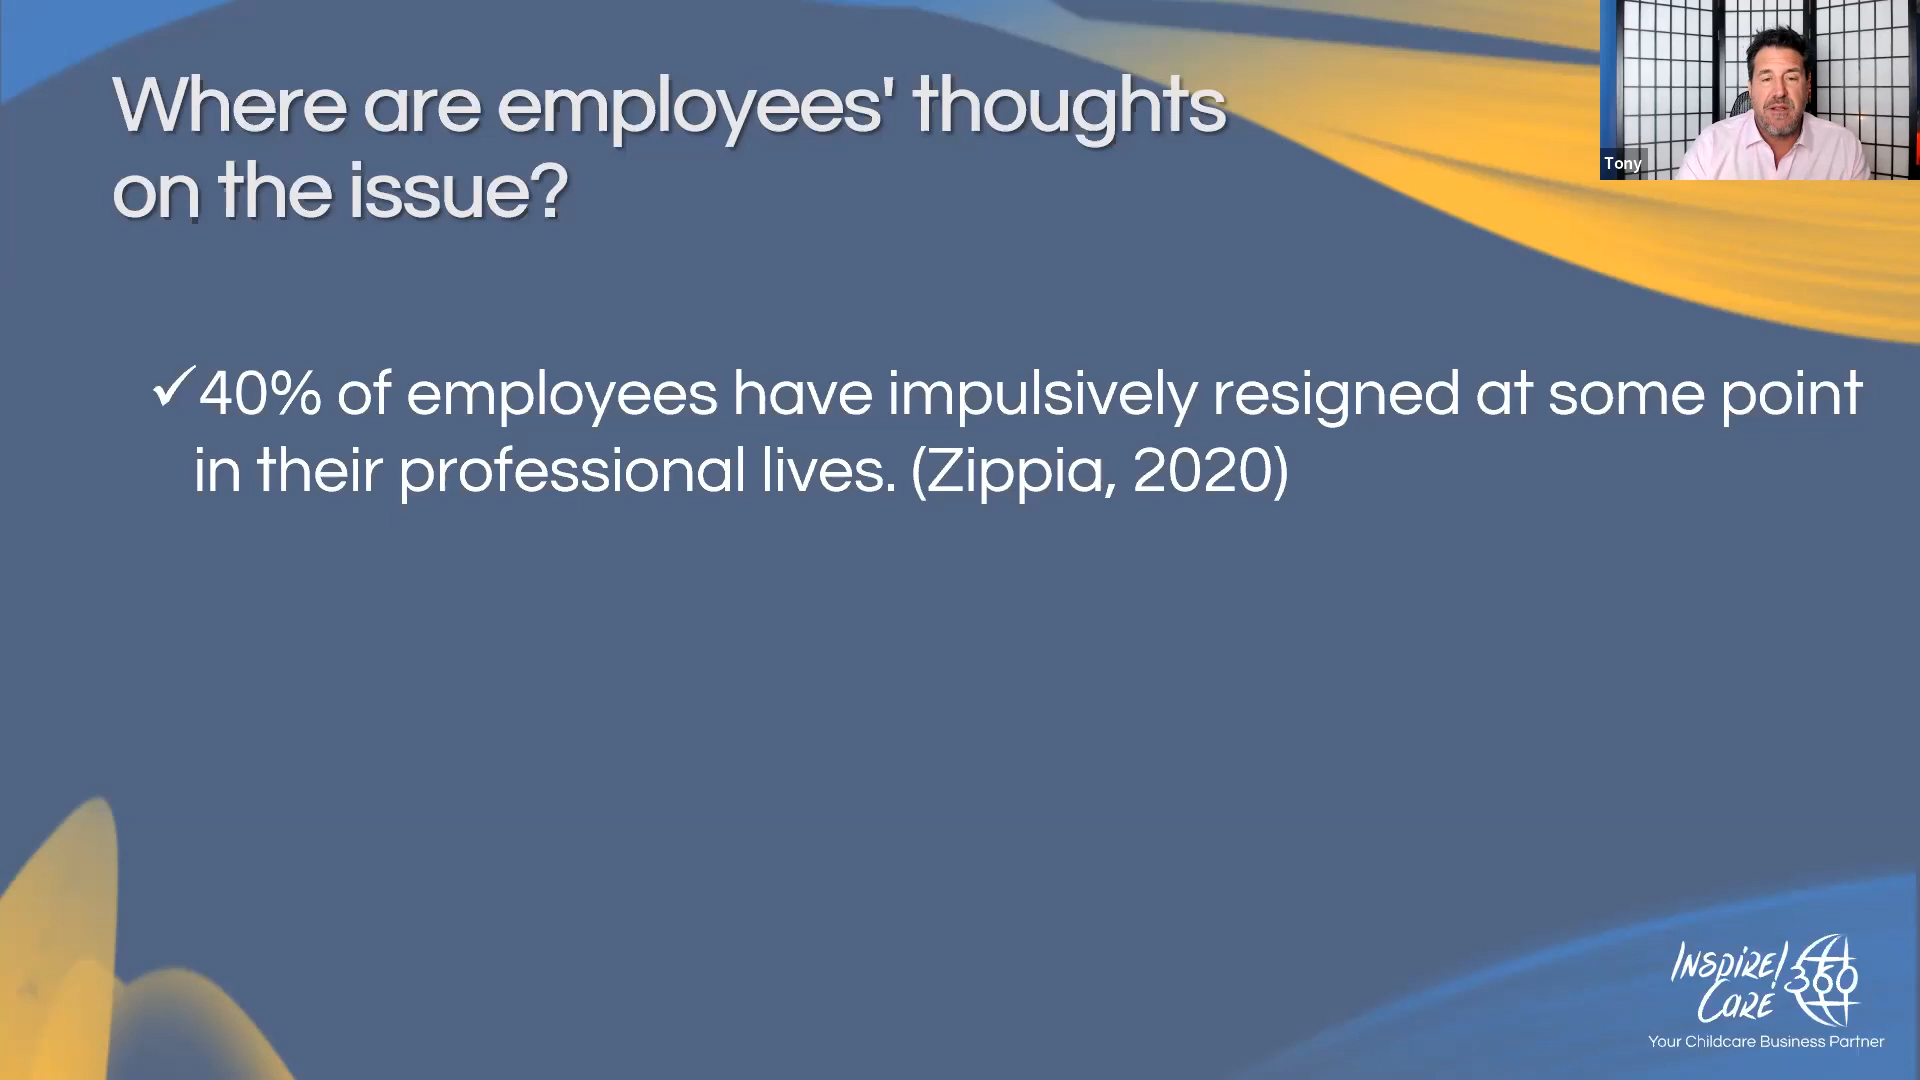 Where are employees' thoughts
on the issue?
Tony
✓40% of employees have impulsively resigned at some point
in their professional lives. (Zippia, 2020)
INSPIRE!
CARE 360
Your Childcare Business Partner